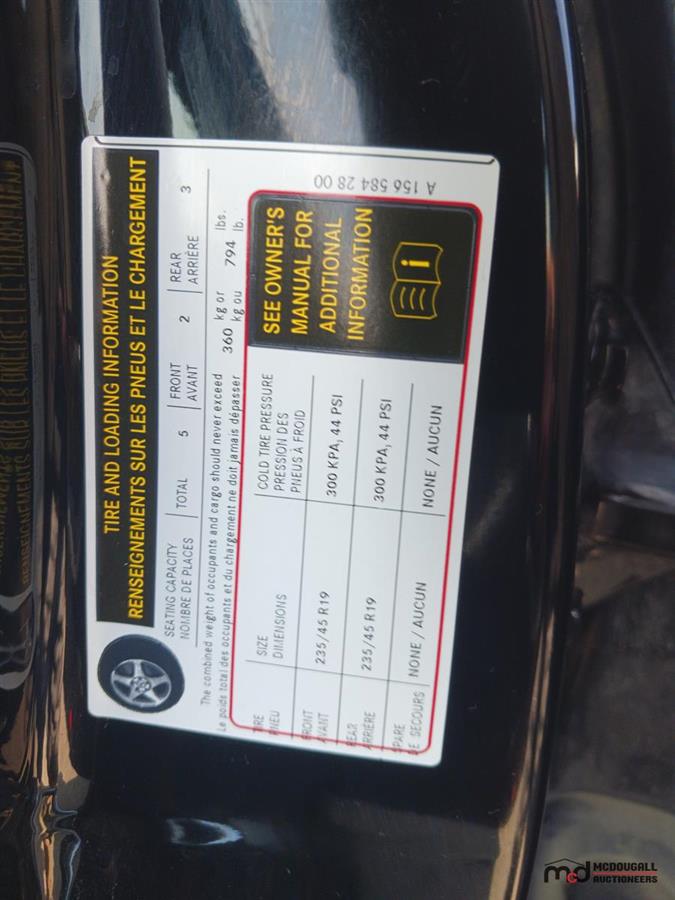 TIRE AND LOADING INFORMATION
RENSEIGNEMENTS SUR LES PNEUS ET LE CHARGEMENT
SEATING CAPACITY
NOMBRE DE PLACES
TOTAL 5
FRONT
AVANT
2
REAR
ARRIÈRE
3
The combined weight of occupants and cargo should never exceed 360 kg or 794 lbs.
Le poids total des occupants et du chargement ne doit jamais dépasser kg ou lb.
TIRE
PNEU
SIZE
DIMENSIONS
COLD TIRE PRESSURE
PRESSION DES
PNEUS À FROID
FRONT
AVANT
235/45 R19
300 KPA, 44 PSI
REAR
ARRIÈRE
235/45 R19
300 KPA, 44 PSI
SPARE
DE SECOURS
NONE / AUCUN
NONE / AUCUN
SEE OWNER'S
MANUAL FOR
ADDITIONAL
INFORMATION
i
A 156 584 28 00
mcd
MCDOUGALL
AUCTIONEERS